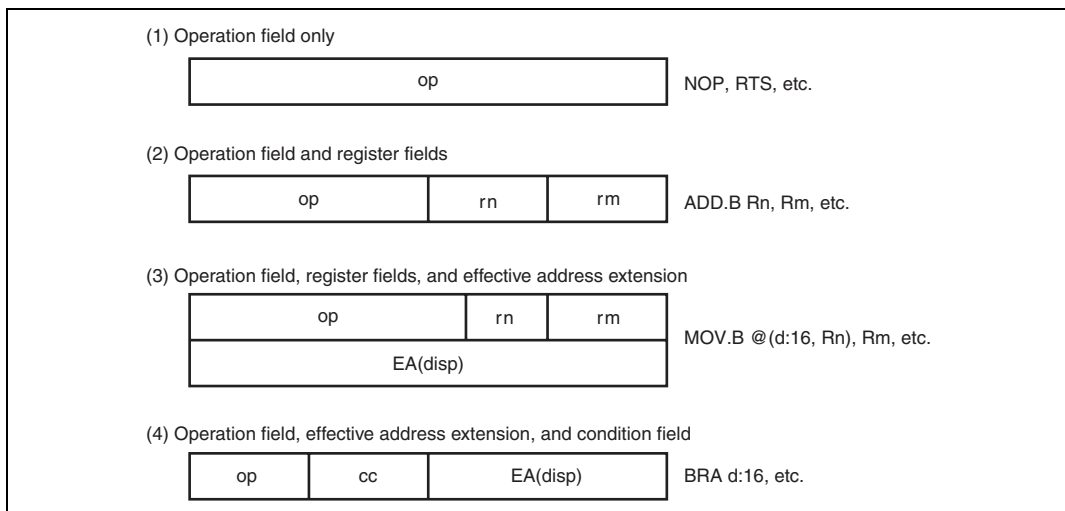 (1) Operation field only
op
NOP, RTS, etc.
(2) Operation field and register fields
op rn rm
ADD.B Rn, Rm, etc.
(3) Operation field, register fields, and effective address extension
op rn rm
MOV.B @(d:16, Rn), Rm, etc.
EA(disp)
(4) Operation field, effective address extension, and condition field
op cc EA(disp)
BRA d:16, etc.